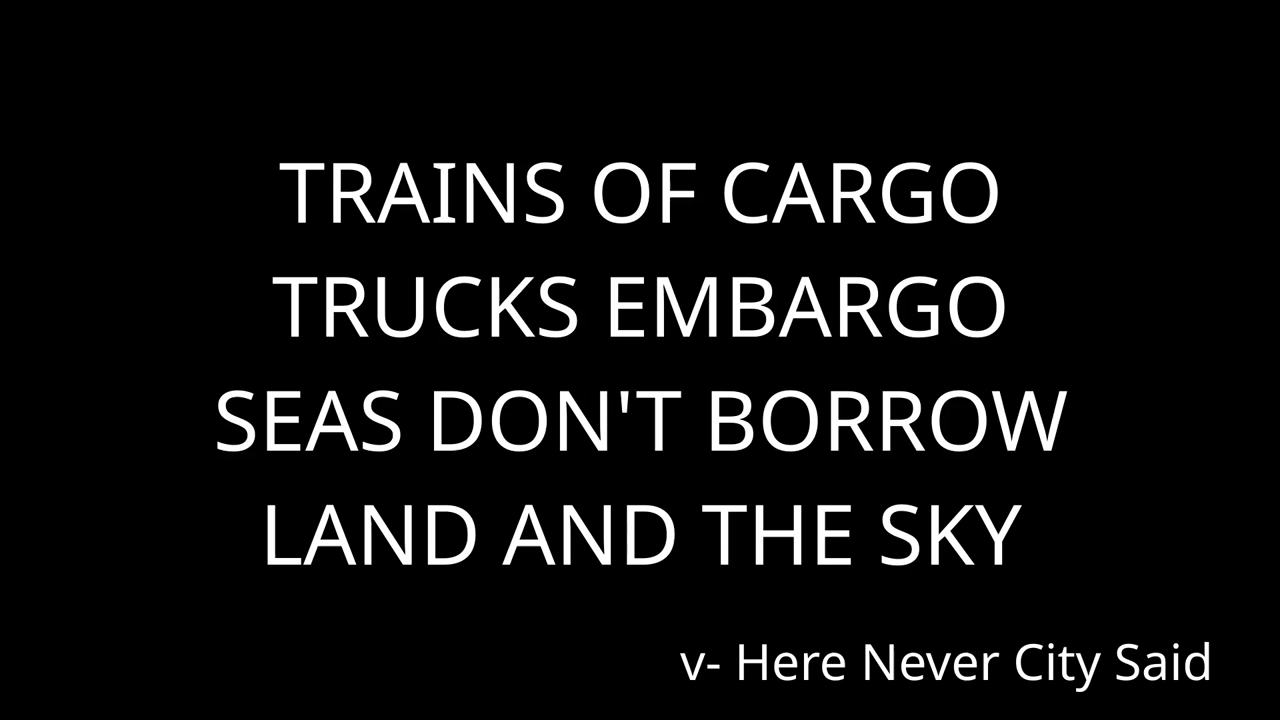 TRAINS OF CARGO
TRUCKS EMBARGO
SEAS DON'T BORROW
LAND AND THE SKY
v- Here Never City Said